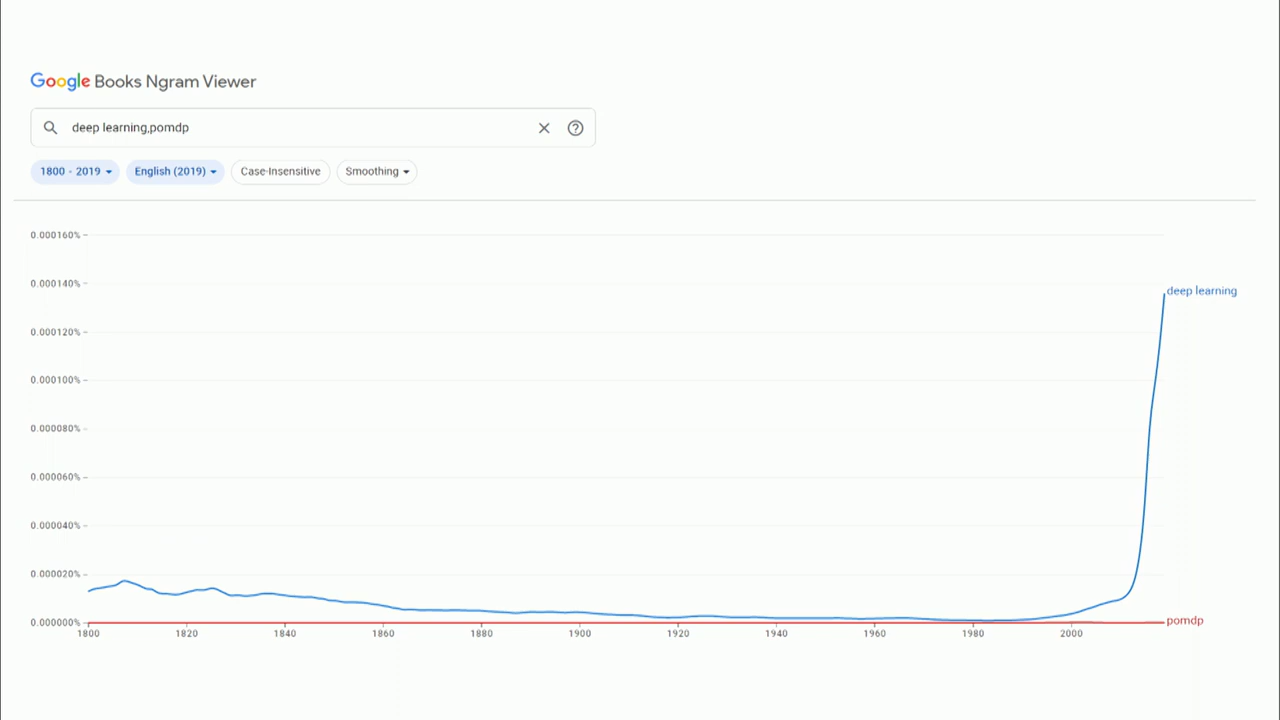 Google Books Ngram Viewer
deep learning,pomdp
1800 - 2019
English (2019)
Case-Insensitive
Smoothing
0.000160%
0.000140%
deep learning
0.000120%
0.000100%
0.000080%
0.000060%
0.000040%
0.000020%
0.000000%
pomdp
1800 1820 1840 1860 1880 1900 1920 1940 1960 1980 2000